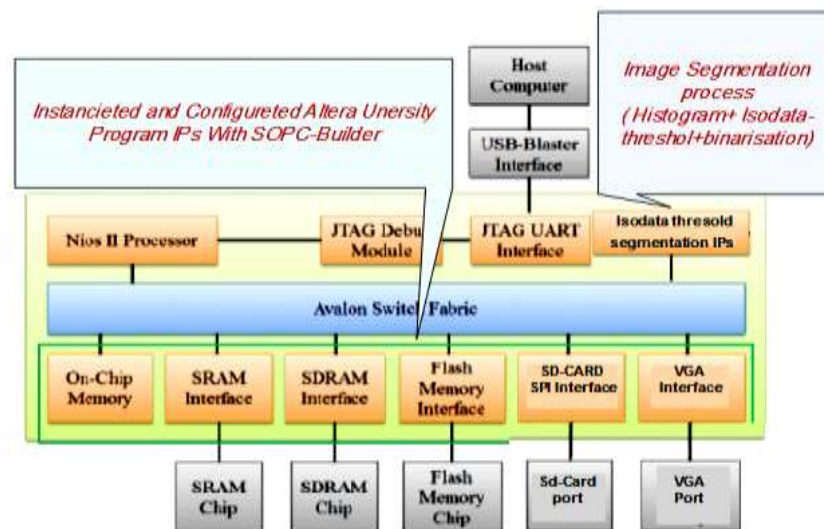 Host
Computer
Instancieted and Configureted Altera Unersity
Program IPs With SOPC-Builder
Image Segmentation
process
( Histogram+ Isodata-
threshol+binarisation)
USB-Blaster
Interface
Nios II Processor
JTAG Debu
Module
JTAG UART
Interface
Isodata thresold
segmentation IPs
Avalon Switch Fabric
On-Chip
Memory
SRAM
Interface
SDRAM
Interface
Flash
Memory
Interface
SD-CARD
SPI Interface
VGA
Interface
SRAM
Chip
SDRAM
Chip
Flash
Memory
Chip
Sd-Card
port
VGA
Port